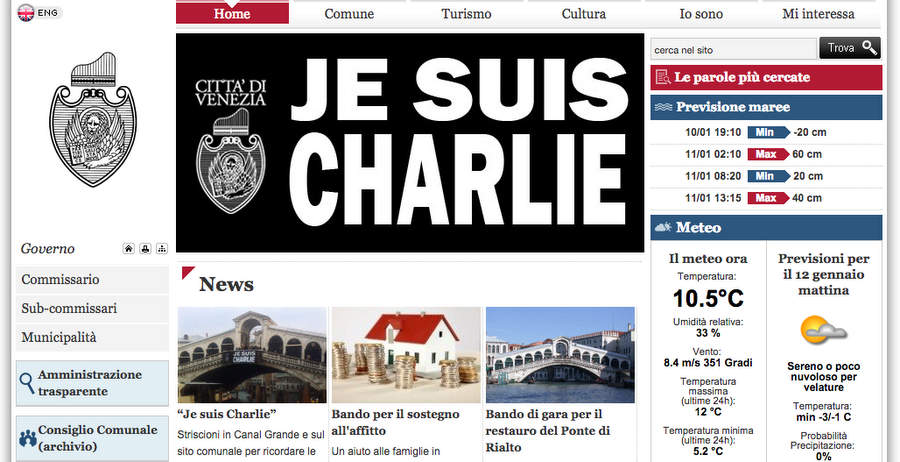 ENG
Home
Comune
Turismo
Cultura
Io sono
Mi interessa
CITTA' DI
VENEZIA
JE SUIS
CHARLIE
cerca nel sito
Trova
Le parole più cercate
Previsione maree
10/01 19:10 Min -20 cm
11/01 02:10 Max 60 cm
11/01 08:20 Min 20 cm
11/01 13:15 Max 40 cm
Governo
Commissario
Sub-commissari
Municipalità
Amministrazione
trasparente
Consiglio Comunale
(archivio)
News
JE SUIS
CHARLIE
“Je suis Charlie”
Striscioni in Canal Grande e sul
sito comunale per ricordare le
Bando per il sostegno
all'affitto
Un aiuto alle famiglie in
Bando di gara per il
restauro del Ponte di
Rialto
Meteo
Il meteo ora
Temperatura:
10.5°C
Umidità relativa:
33 %
Vento:
8.4 m/s 351 Gradi
Temperatura
massima
(ultime 24h):
12 °C
Temperatura minima
(ultime 24h):
5.2 °C
Previsioni per
il 12 gennaio
mattina
Sereno o poco
nuvoloso per
velature
Temperatura:
min -3/-1 C
Probabilità
Precipitazione:
0%